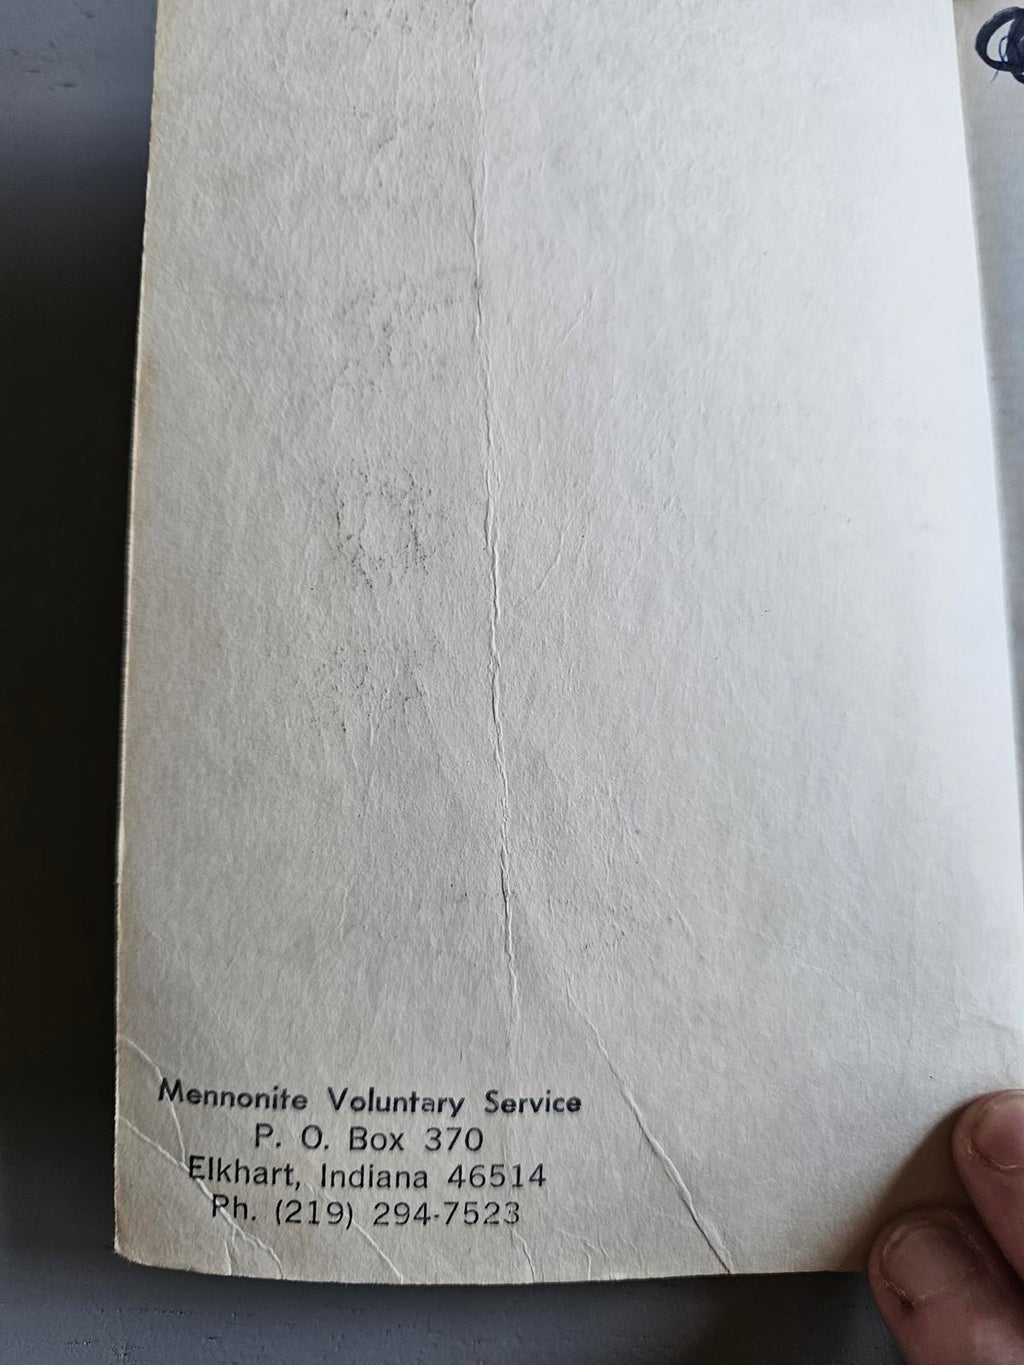 Mennonite Voluntary Service
P. O. Box 370
Elkhart, Indiana 46514
Ph. (219) 294-7523